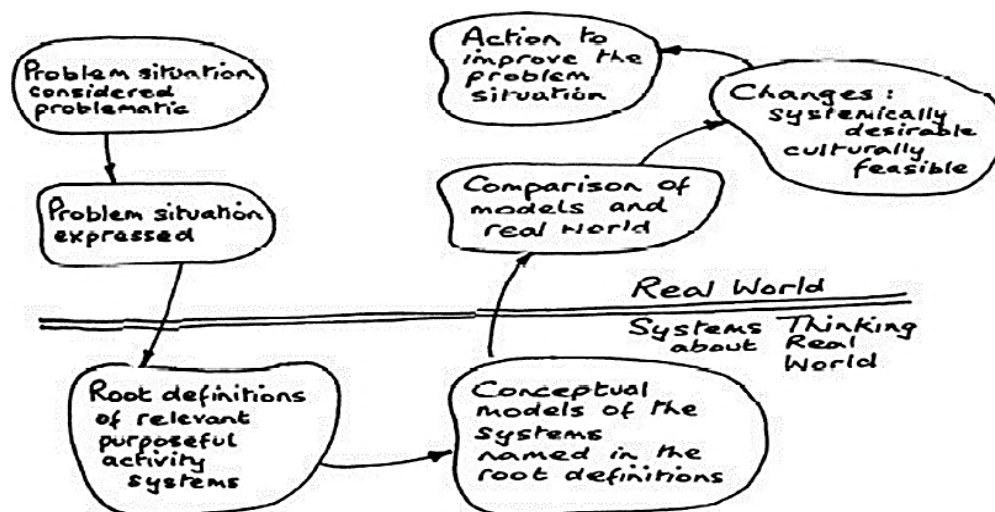 Problem situation
considered
problematic
Problem situation
expressed
Root definitions
of relevant
purposeful
activity
systems
Conceptual
models of the
systems
named in the
root definitions
Comparison of
models and
real world
Changes:
systemically
desirable
culturally
feasible
Action to
improve the
problem
situation
Real World
Systems Thinking
about Real
World